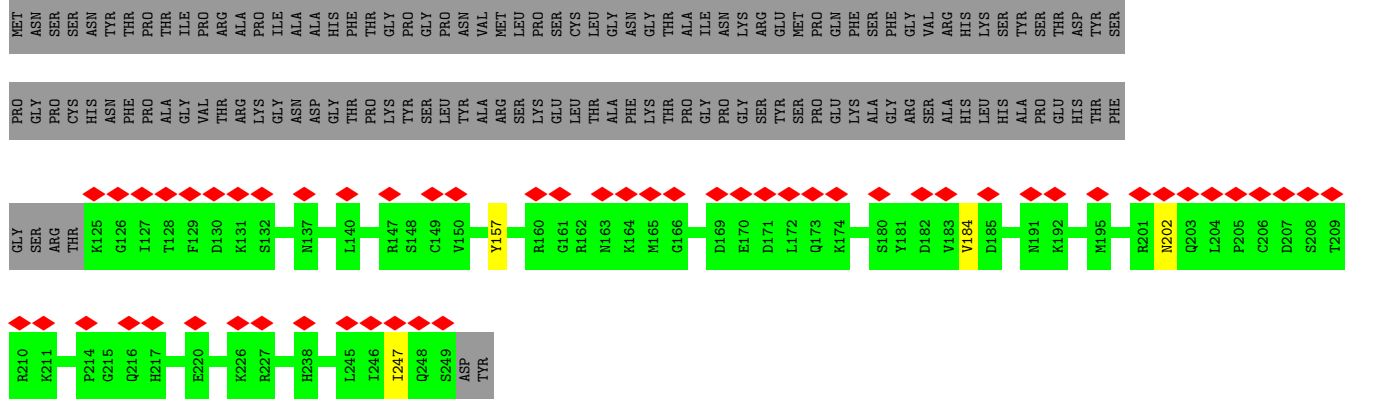 MET ASN SER SER ASN TYR THR PRO THR ILE PRO ARG ALA PRO ILE ALA ALA HIS PHE THR GLY PRO GLY PRO ASN VAL MET LEU PRO SER CYS LEU GLY ASN GLY THR ALA ILE ASN LYS ARG GLU MET PRO GLN PHE SER PHE GLY VAL ARG HIS LYS SER TYR SER THR ASP TYR SER
PRO GLY PRO CYS HIS ASN PHE PRO ALA GLY VAL THR ARG LYS GLY ASN ASP GLY THR PRO LYS TYR SER LEU TYR ALA ARG SER LYS GLU LEU THR ALA PHE LYS THR PRO GLY PRO GLY SER TYR SER PRO GLU LYS ALA GLY ARG SER ALA HIS LEU HIS ALA PRO GLU HIS THR PHE
GLY SER ARG THR K125 G126 I127 T128 F129 D130 K131 S132 N137 L140 R147 S148 C149 V150 Y157 R160 G161 R162 N163 K164 M165 G166 D169 E170 D171 L172 Q173 K174 S180 Y181 D182 V183 V184 D185 N191 K192 M195 R201 N202 Q203 L204 P205 C206 D207 S208 T209
R210 K211 P214 G215 Q216 H217 E220 K226 R227 H238 L245 I246 I247 Q248 S249 ASP TYR